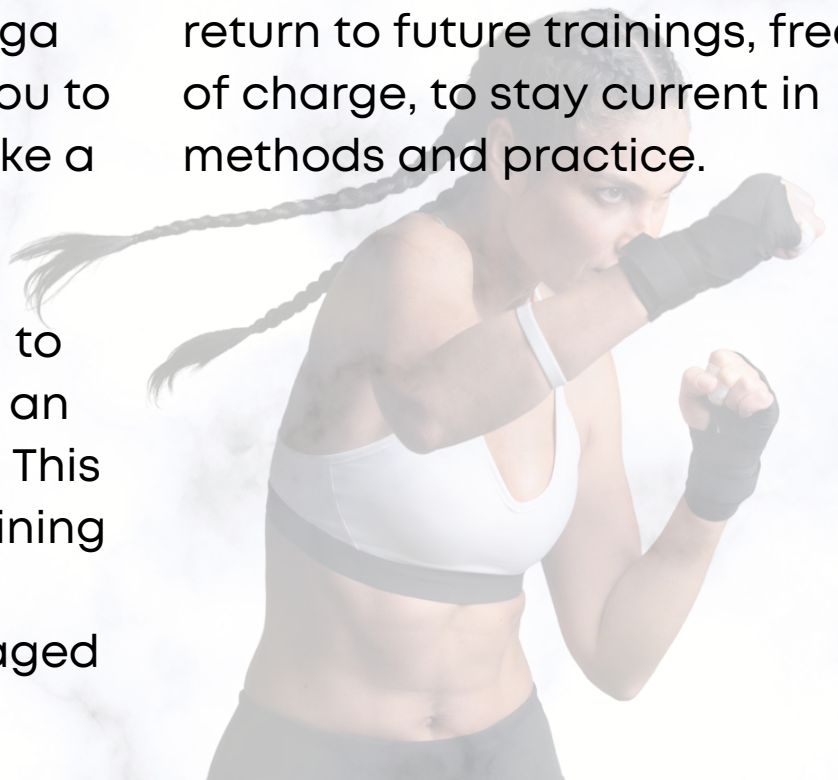 ga
ou to
ke a
to
an
This
ining
aged
return to future trainings, free
of charge, to stay current in
methods and practice.